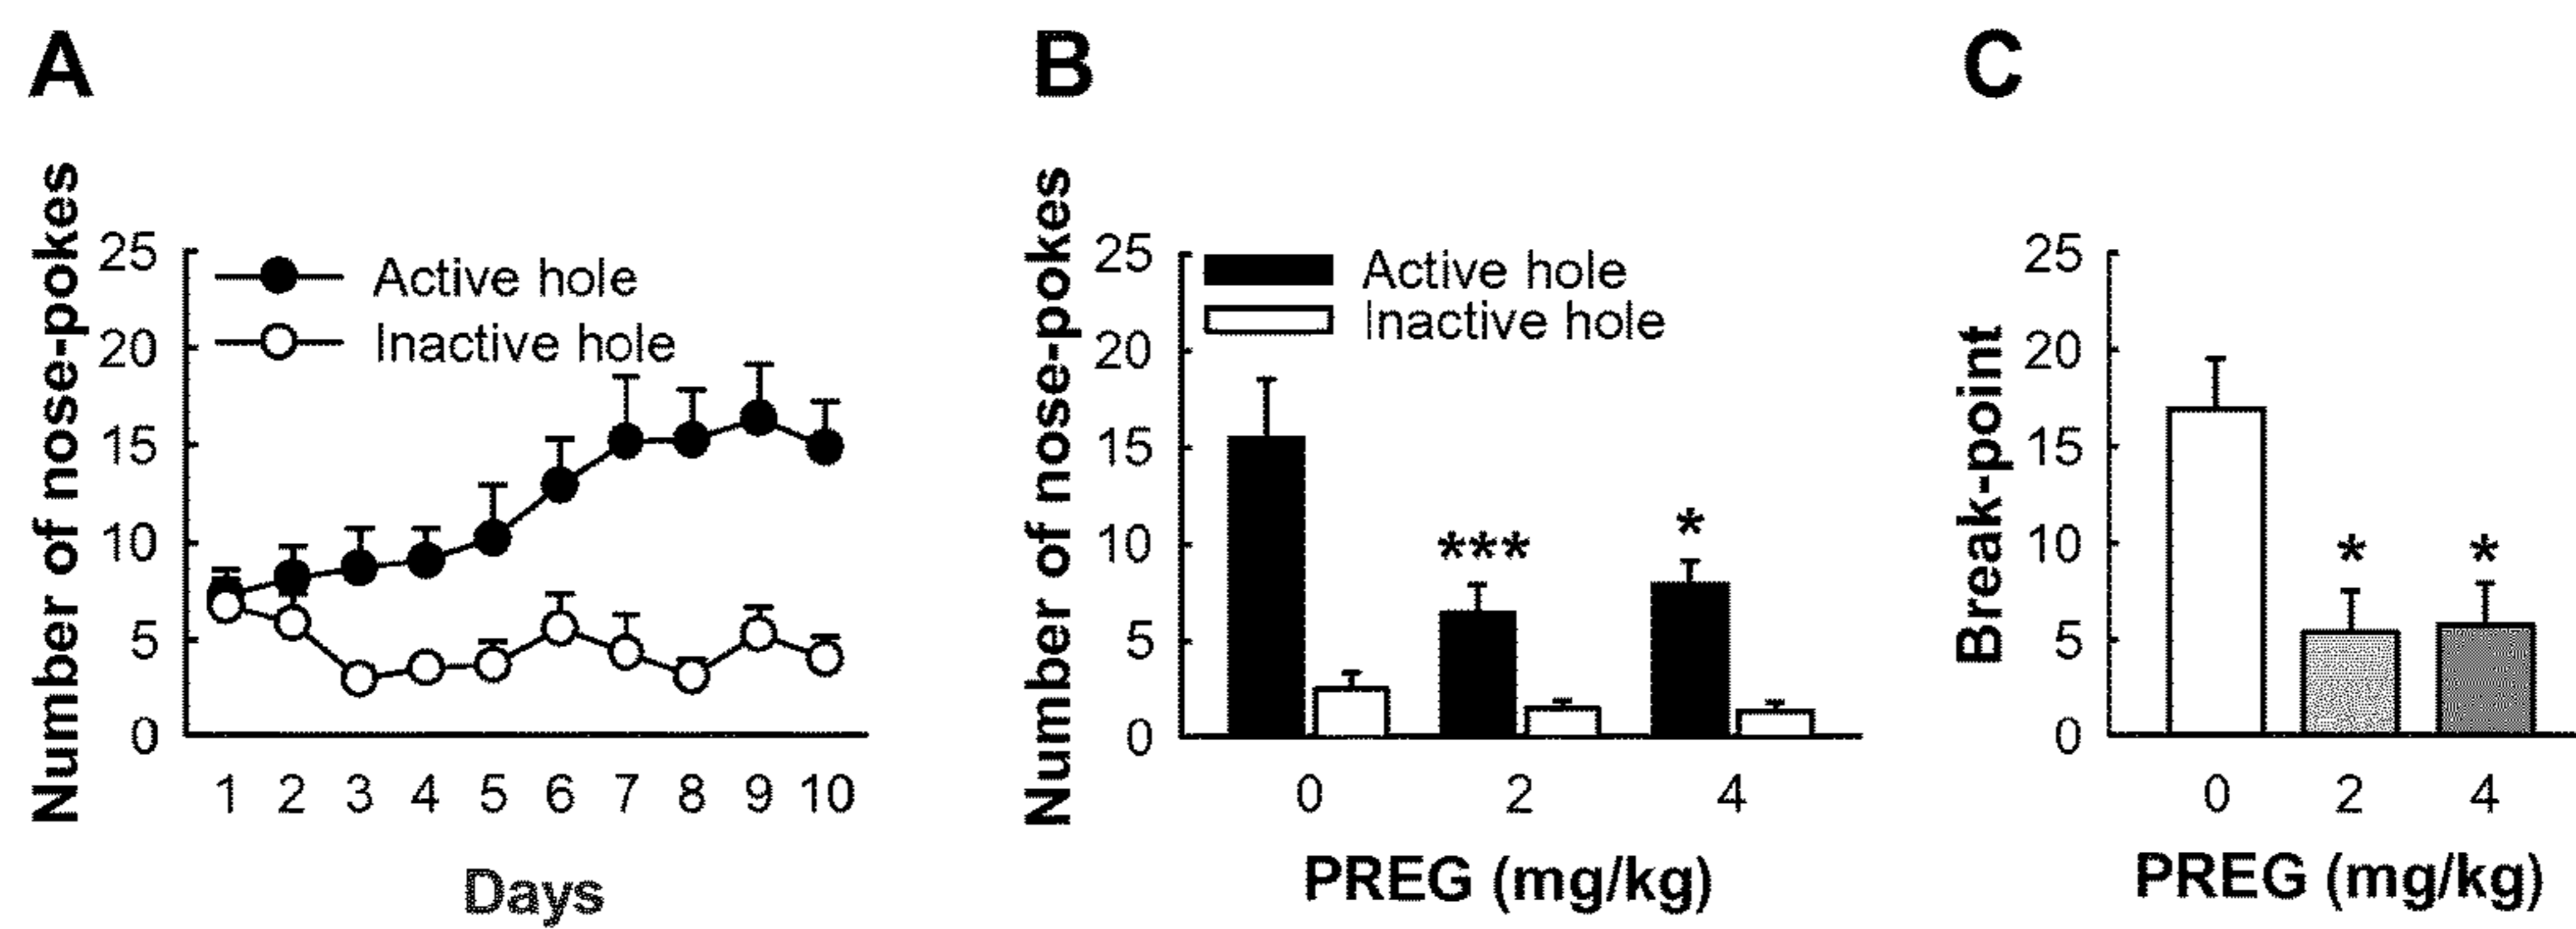 A
Number of nose-pokes
25
20
15
10
5
0
Active hole
Inactive hole
1 2 3 4 5 6 7 8 9 10
Days
B
Number of nose-pokes
25
20
15
10
5
0
Active hole
Inactive hole
***
*
0 2 4
PREG (mg/kg)
C
Break-point
25
20
15
10
5
0
* *
0 2 4
PREG (mg/kg)